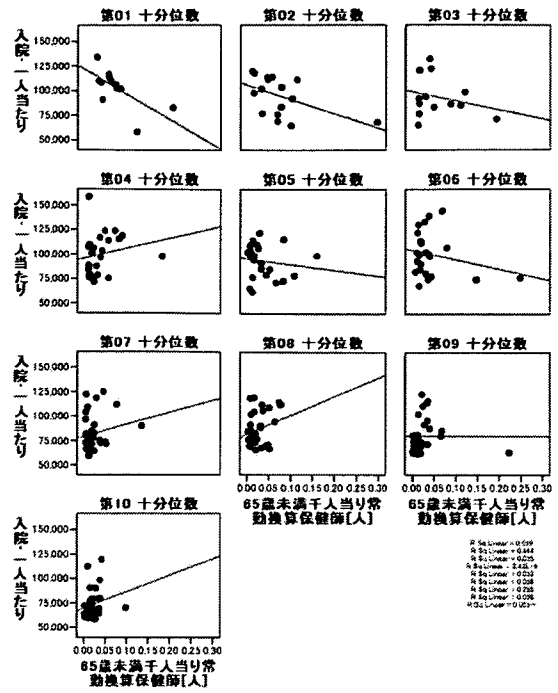 第01 十分位数
第02 十分位数
第03 十分位数
入院・一人当たり
150,000
125,000
100,000
75,000
50,000
第04 十分位数
第05 十分位数
第06 十分位数
入院・一人当たり
150,000
125,000
100,000
75,000
50,000
第07 十分位数
第08 十分位数
第09 十分位数
入院・一人当たり
150,000
125,000
100,000
75,000
50,000
0.00 0.05 0.10 0.15 0.20 0.25 0.30
0.00 0.05 0.10 0.15 0.20 0.25 0.30
65歳未満千人当り常
勤換算保健師[人]
65歳未満千人当り常
勤換算保健師[人]
第10 十分位数
入院・一人当たり
150,000
125,000
100,000
75,000
50,000
0.00 0.05 0.10 0.15 0.20 0.25 0.30
65歳未満千人当り常
勤換算保健師[人]